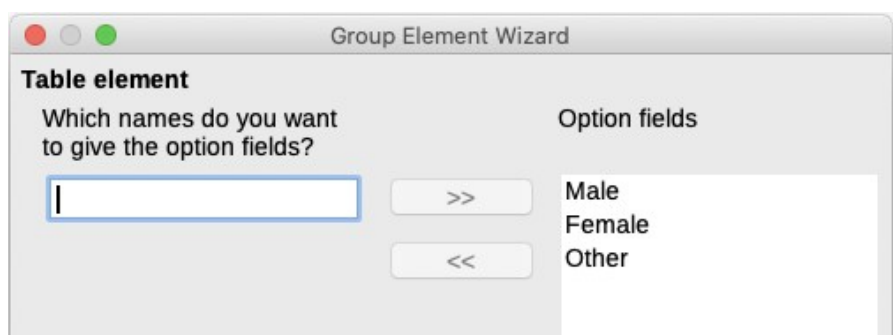 Group Element Wizard
Table element
Which names do you want
to give the option fields?
Option fields
>>
<<
Male
Female
Other